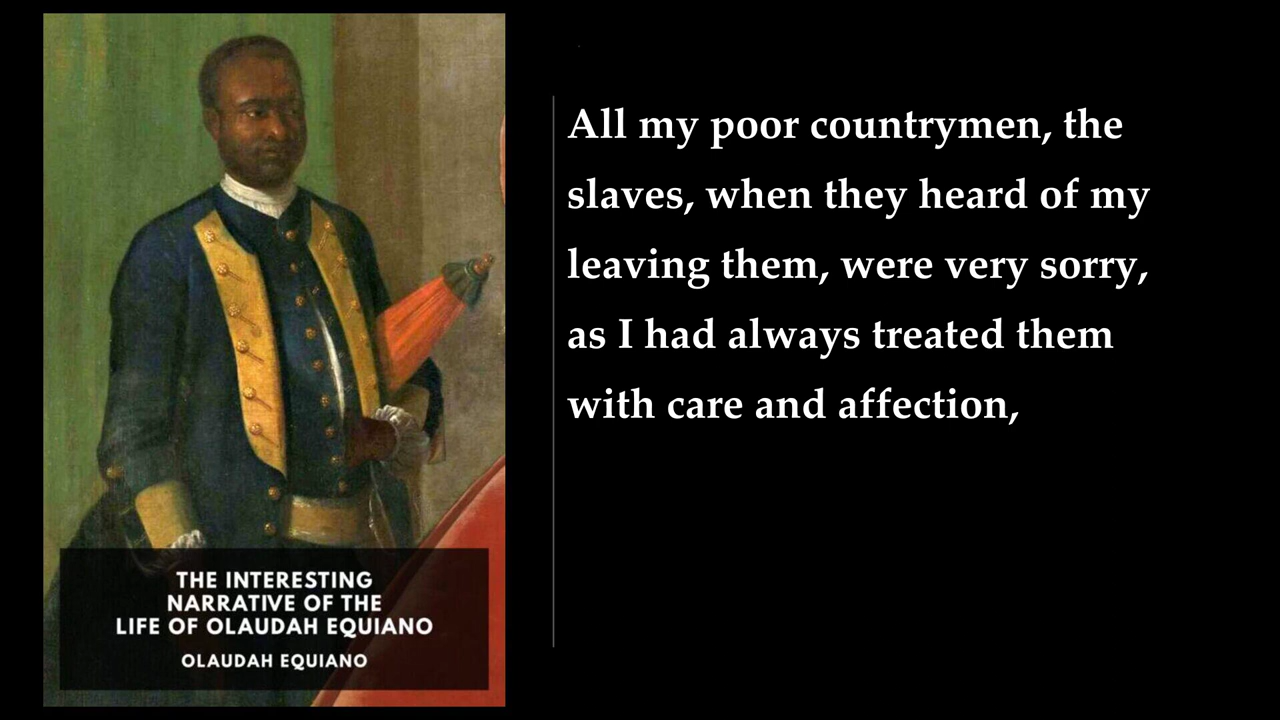 THE INTERESTING
NARRATIVE OF THE
LIFE OF OLAUDAH EQUIANO
OLAUDAH EQUIANO
All my poor countrymen, the
slaves, when they heard of my
leaving them, were very sorry,
as I had always treated them
with care and affection,